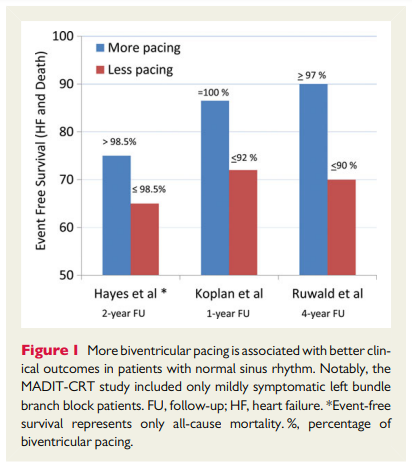 100
90
80
70
60
50
Event Free Survival (HF and Death)
More pacing
Less pacing
> 98.5%
≤ 98.5%
=100 %
≤92 %
≥ 97 %
≤90 %
Hayes et al *
2-year FU
Koplan et al
1-year FU
Ruwald et al
4-year FU
Figure I More biventricular pacing is associated with better clin-
ical outcomes in patients with normal sinus rhythm. Notably, the
MADIT-CRT study included only mildly symptomatic left bundle
branch block patients. FU, follow-up; HF, heart failure. *Event-free
survival represents only all-cause mortality. %, percentage of
biventricular pacing.